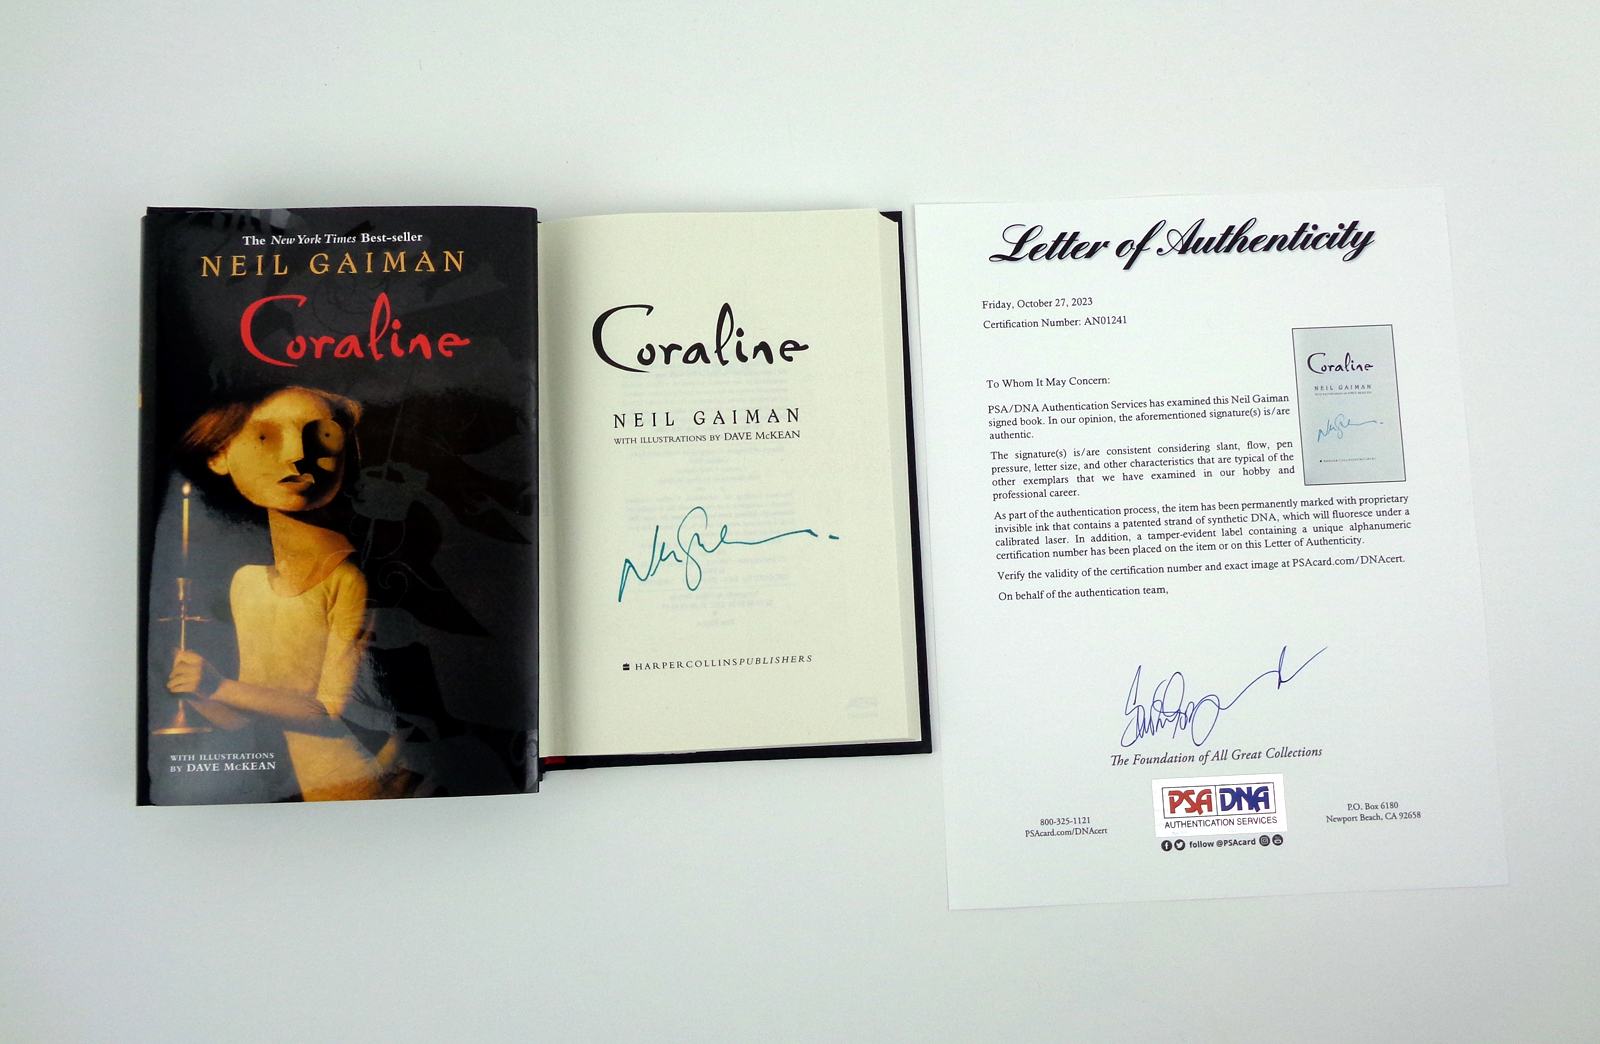 The New York Times Best-seller
NEIL GAIMAN
Coraline
WITH ILLUSTRATIONS
BY DAVE McKEAN
Coraline
NEIL GAIMAN
WITH ILLUSTRATIONS BY DAVE McKEAN
Neil Gaiman
HARPERCOLLINSPUBLISHERS
Letter of Authenticity
Friday, October 27, 2023
Certification Number: AN01241
To Whom It May Concern:
PSA/DNA Authentication Services has examined this Neil Gaiman
signed book. In our opinion, the aforementioned signature(s) is/are
authentic.
The signature(s) is/are consistent considering slant, flow, pen
pressure, letter size, and other characteristics that are typical of the
other exemplars that we have examined in our hobby and
professional career.
Coraline
NEIL GAIMAN
As part of the authentication process, the item has been permanently marked with proprietary
invisible ink that contains a patented strand of synthetic DNA, which will fluoresce under a
calibrated laser. In addition, a tamper-evident label containing a unique alphanumeric
certification number has been placed on the item or on this Letter of Authenticity.
Verify the validity of the certification number and exact image at PSAcard.com/DNAcert.
On behalf of the authentication team,
The Foundation of All Great Collections
800-325-1121
PSAcard.com/DNAcert
PSA DNA
AUTHENTICATION SERVICES
follow @PSAcard
P.O. Box 6180
Newport Beach, CA 92658